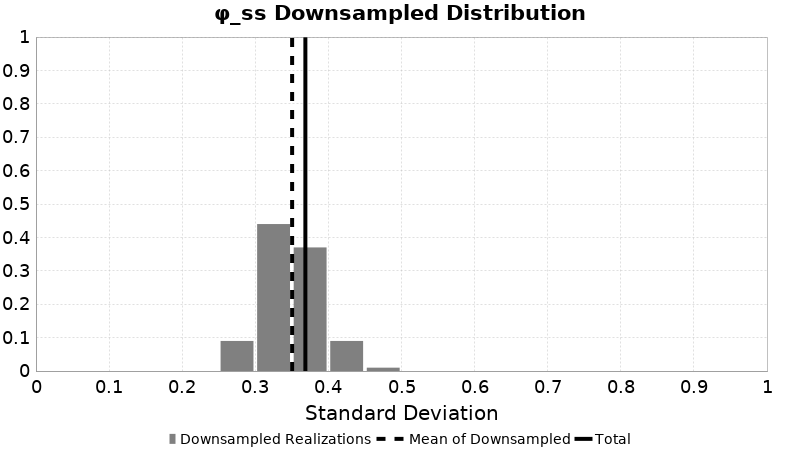 φ_ss Downsampled Distribution
1
0.9
0.8
0.7
0.6
0.5
0.4
0.3
0.2
0.1
0
0 0.1 0.2 0.3 0.4 0.5 0.6 0.7 0.8 0.9 1
Standard Deviation
Downsampled Realizations Mean of Downsampled Total